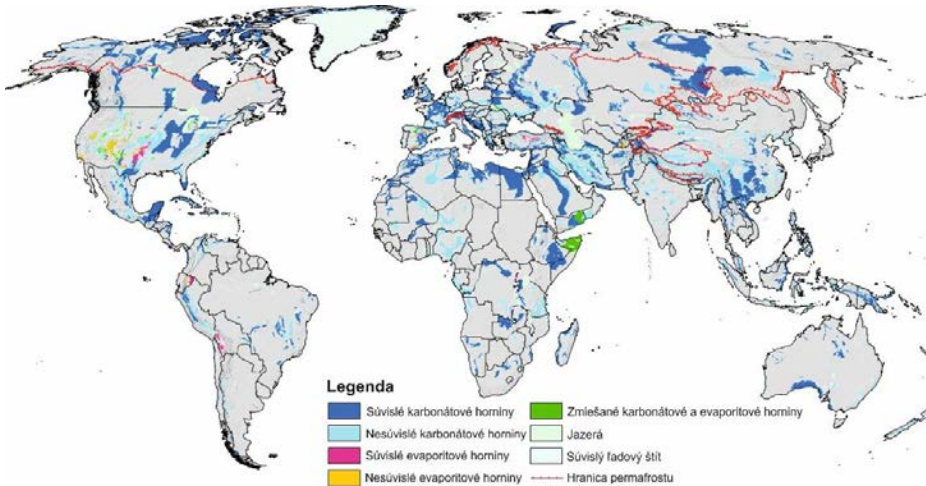 Legenda
Súvislé karbonátové horniny
Nesúvislé karbonátové horniny
Súvislé evaporitové horniny
Nesúvislé evaporitové horniny
Zmiešané karbonátové a evaporitové horniny
Jazerá
Súvislý ľadový štít
Hranica permafrostu